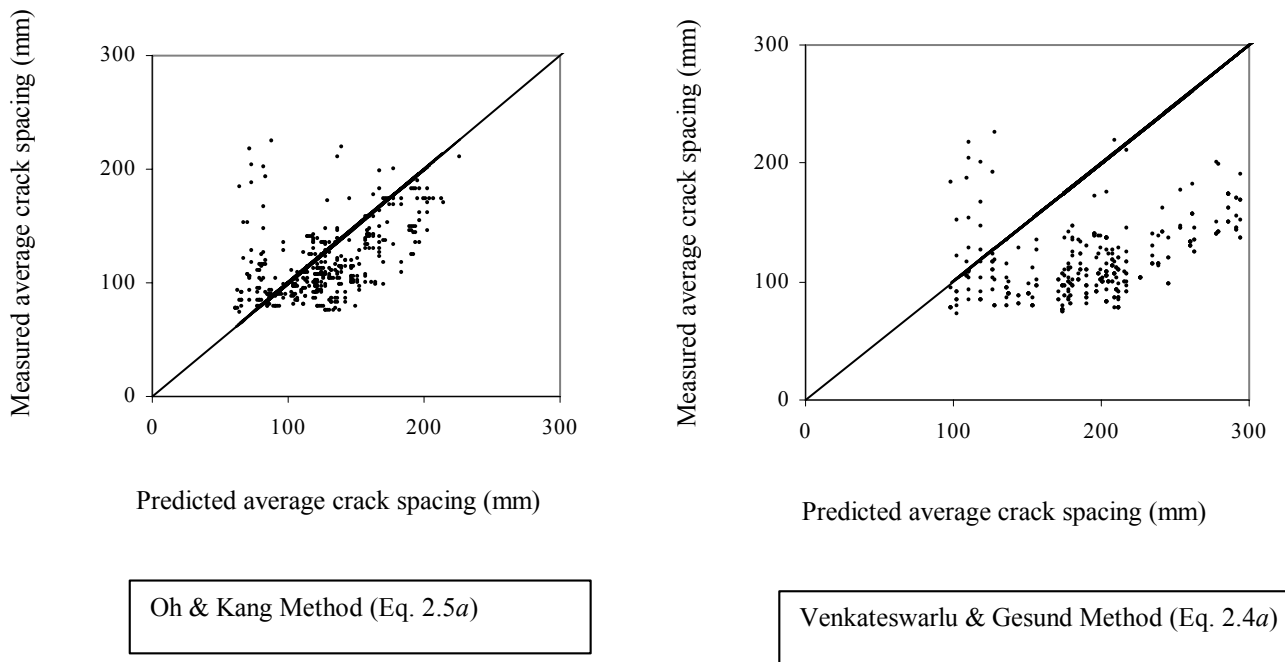 Measured average crack spacing (mm)
300
200
100
0
0 100 200 300
Predicted average crack spacing (mm)
Oh & Kang Method (Eq. 2.5a)
Measured average crack spacing (mm)
300
200
100
0
0 100 200 300
Predicted average crack spacing (mm)
Venkateswarlu & Gesund Method (Eq. 2.4a)